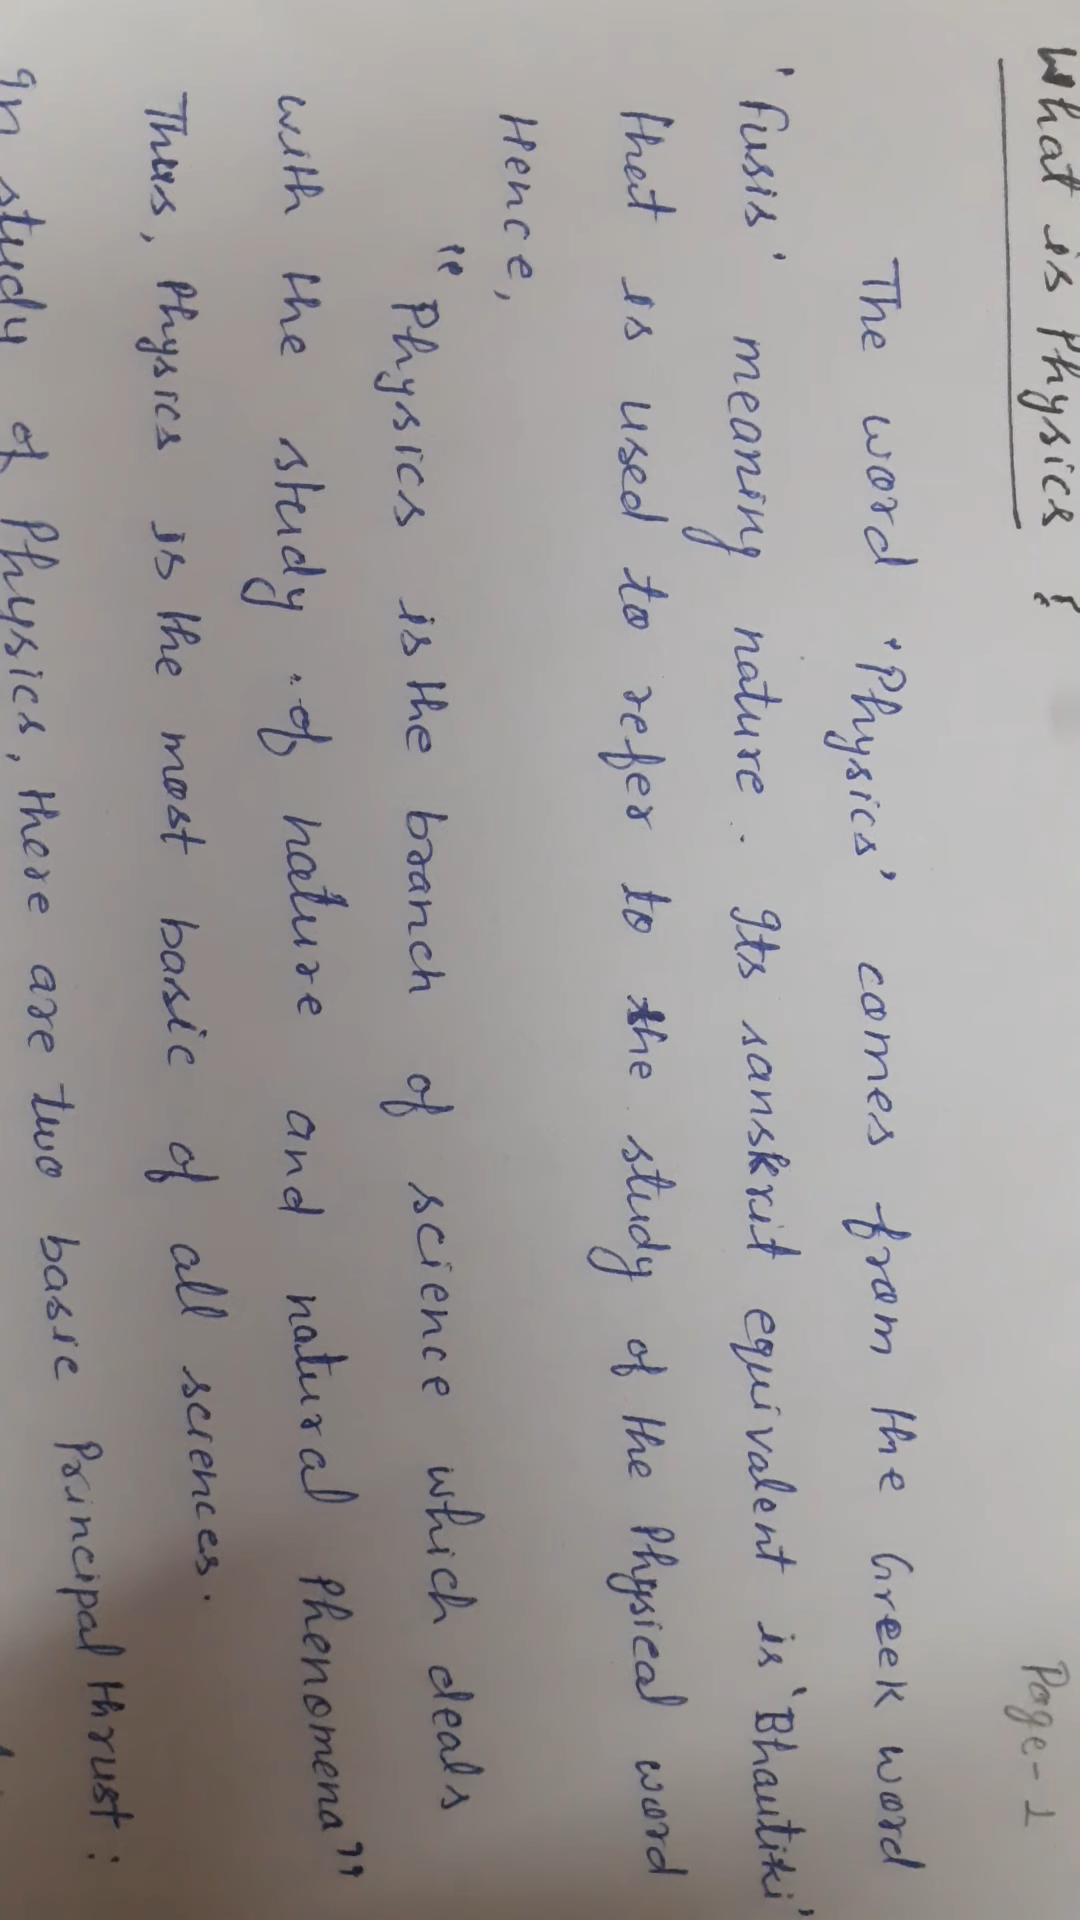 Page-1
What is Physics ?
The word 'Physics' comes from the Greek word
'fusis' meaning nature. Its sanskrit equivalent is 'Bhautiki'
that is used to refer to the study of the Physical word
Hence,
"Physics is the branch of science which deals
with the study of nature and natural Phenomena"
Thus, Physics is the most basic of all sciences.
In study of Physics, there are two basic Principal thrust :